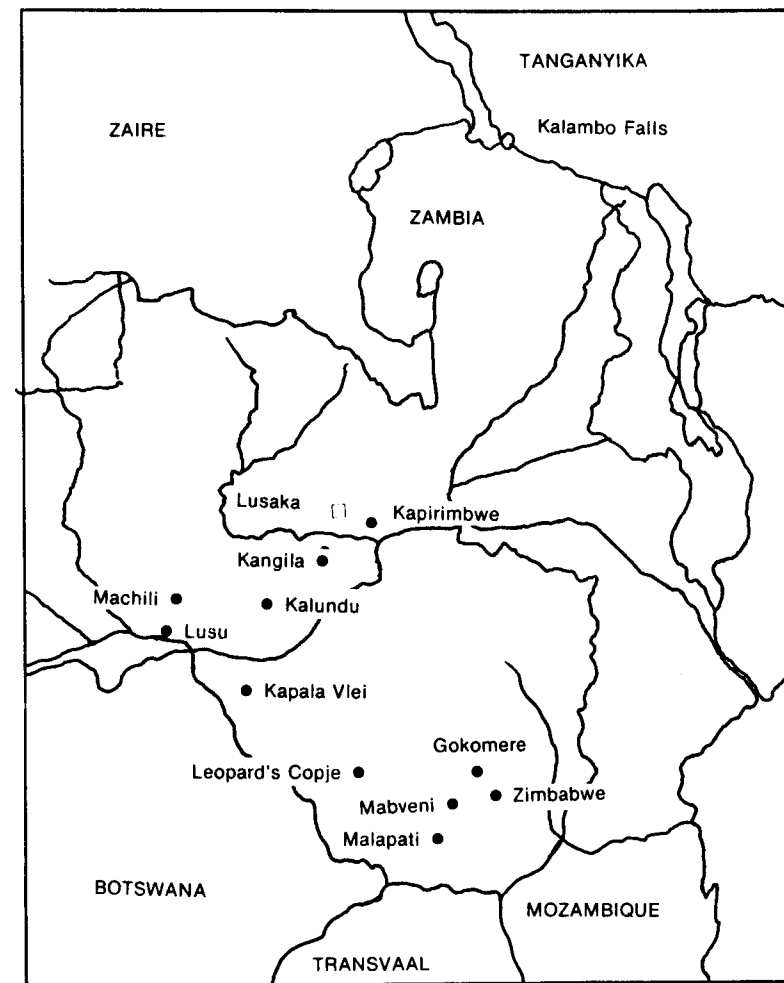 TANGANYIKA
ZAIRE
Kalambo Falls
ZAMBIA
Lusaka
Kapirimbwe
Kangila
Machili
Kalundu
Lusu
Kapala Vlei
Gokomere
Leopard's Copje
Zimbabwe
Mabveni
Malapati
BOTSWANA
MOZAMBIQUE
TRANSVAAL